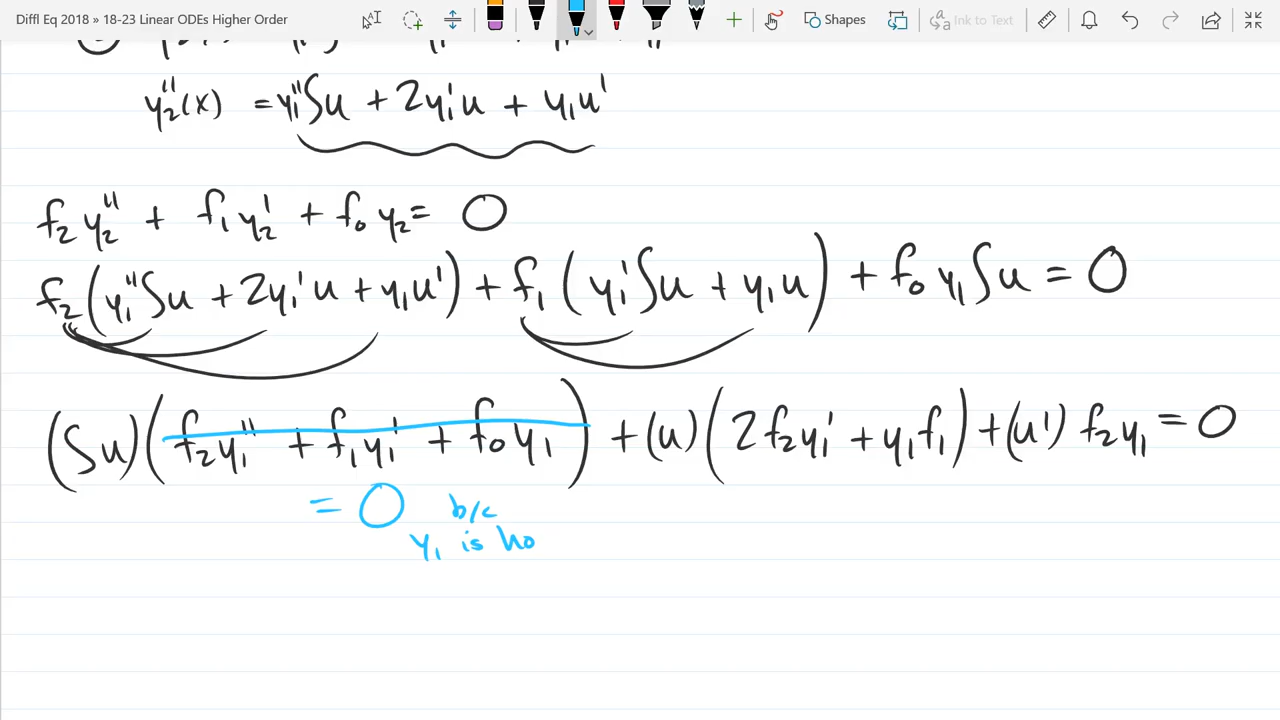 Diffl Eq 2018 » 18-23 Linear ODEs Higher Order
Shapes
Ink to Text
y₂''(x) = y₁''∫u + 2y₁'u + y₁u'
f₂y₂'' + f₁y₂' + f₀y₂ = 0
f₂(y₁''∫u + 2y₁'u + y₁u') + f₁(y₁'∫u + y₁u) + f₀y₁∫u = 0
(∫u)(f₂y₁'' + f₁y₁' + f₀y₁) + (u)(2f₂y₁' + y₁f₁) + (u')f₂y₁ = 0
= 0 b/c
y₁ is ho